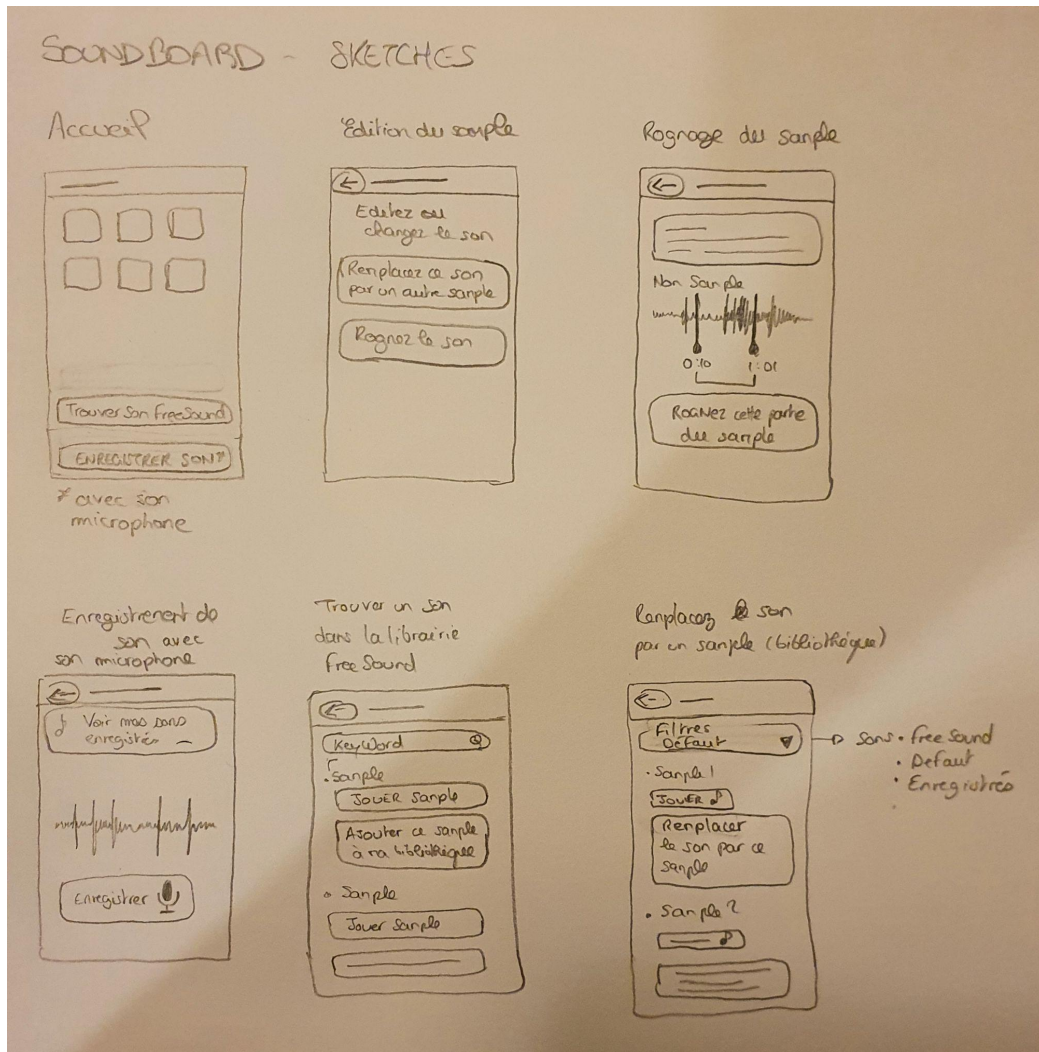 SOUNDBOARD - SKETCHES
Accueil
Trouver Son FreeSound
ENREGISTRER SON*
* avec son
microphone
Edition du sample
Editez ou
changez le son
Remplacez ce son
par un autre sample
Rognez le son
Rognage du sample
Nom Sample
0:10
1:01
ROGNez cette partie
du sample
Enregistrement de
son avec
son microphone
Voir mes sons
enregistrés
Enregistrer
Trouver un son
dans la librairie
Free Sound
KeyWord
• Sample
JOUER Sample
AJouter ce sample
à ma bibliothèque
• Sample
Jouer Sample
Remplacez le son
par un sample (bibliothèque)
Filtres
Défaut
Sons • Free Sound
• Defaut
• Enregistrés
• Sample 1
JOUER
Remplacer
le son par ce
sample
• Sample 2